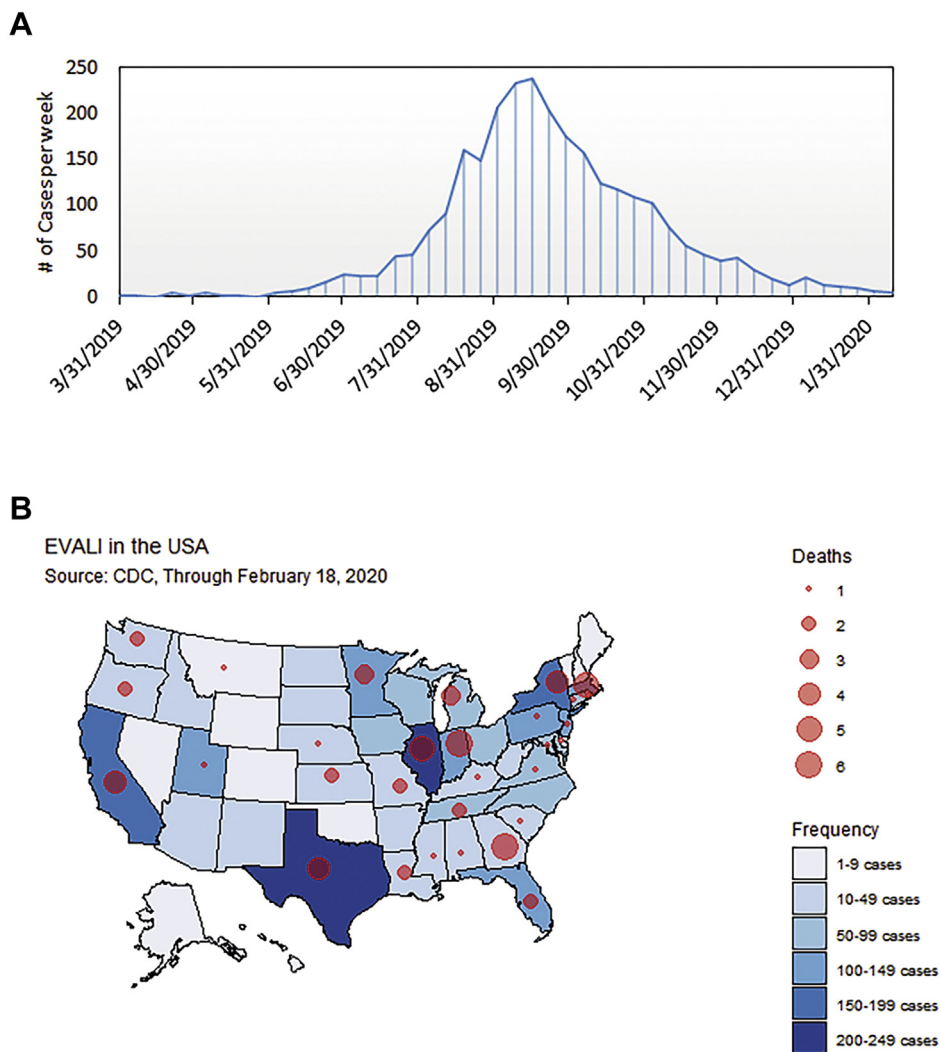 A
250
200
150
100
50
0
# of Casesperweek
3/31/2019
4/30/2019
5/31/2019
6/30/2019
7/31/2019
8/31/2019
9/30/2019
10/31/2019
11/30/2019
12/31/2019
1/31/2020
B
EVALI in the USA
Source: CDC, Through February 18, 2020
Deaths
1
2
3
4
5
6
Frequency
1-9 cases
10-49 cases
50-99 cases
100-149 cases
150-199 cases
200-249 cases